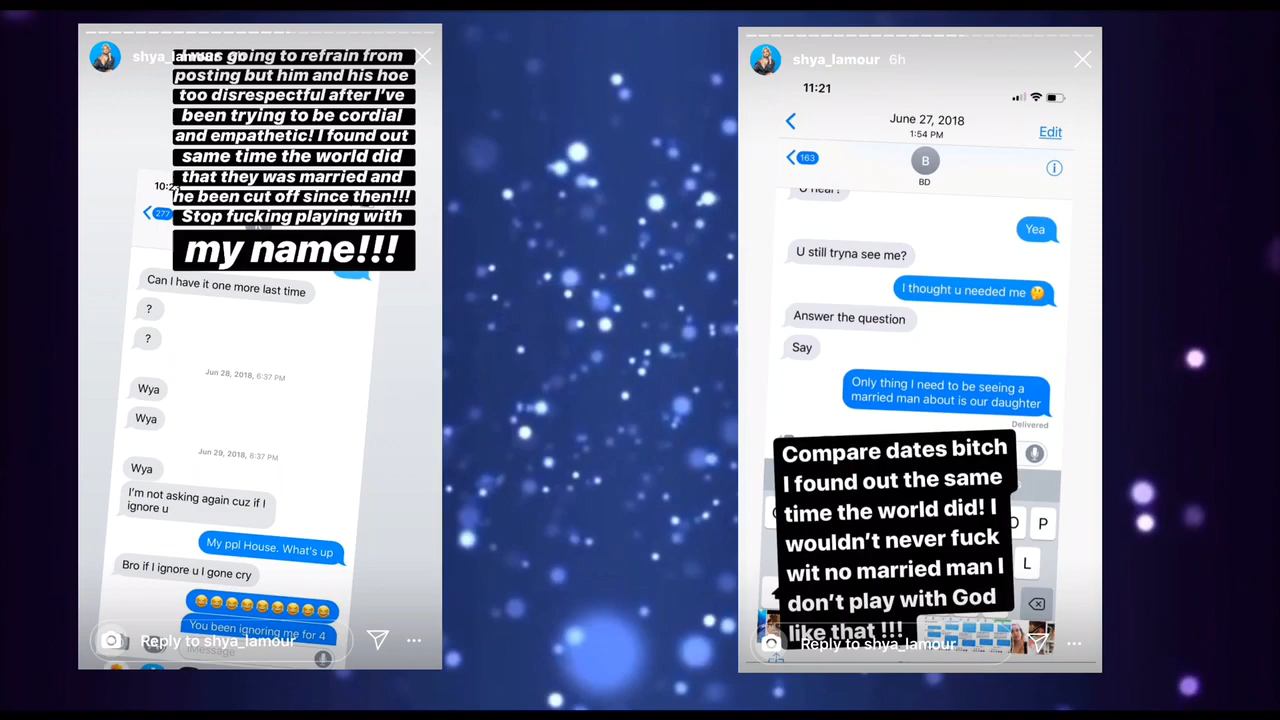 shya_lamour 6h
I was going to refrain from
posting but him and his hoe
too disrespectful after I've
been trying to be cordial
and empathetic! I found out
same time the world did
that they was married and
he been cut off since then!!!
Stop fucking playing with
my name!!!
277
Can I have it one more last time
?
?
Jun 28, 2018, 6:37 PM
Wya
Wya
Jun 29, 2018, 8:37 PM
Wya
I'm not asking again cuz if I
ignore u
My ppl House. What's up
Bro if I ignore u I gone cry
😂😂😂😂😂😂😂😂😂
You been ignoring me for 4
iMessage
Reply to shya_lamour
shya_lamour 6h
11:21
June 27, 2018
1:54 PM
Edit
163
B
BD
U hear?
Yea
U still tryna see me?
I thought u needed me 🤔
Answer the question
Say
Only thing I need to be seeing a
married man about is our daughter
Delivered
Compare dates bitch
I found out the same
time the world did! I
wouldn't never fuck
wit no married man I
don't play with God
like that !!!
O P
L
Reply to shya_lamour